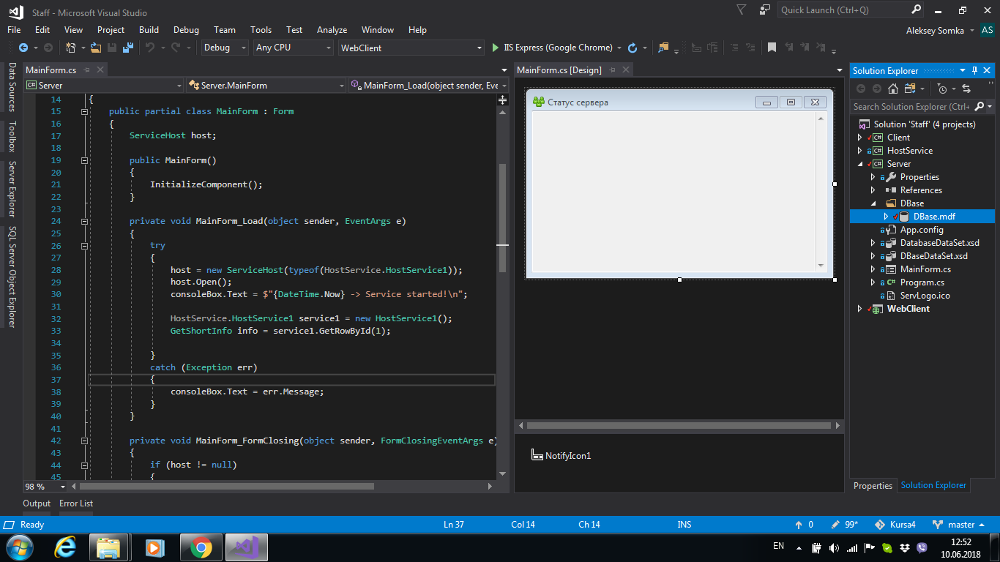 Staff - Microsoft Visual Studio
Quick Launch (Ctrl+Q)
File Edit View Project Build Debug Team Tools Test Analyze Window Help
Aleksey Somka AS
Debug Any CPU WebClient IIS Express (Google Chrome)
Data Sources
Toolbox
Server Explorer
SQL Server Object Explorer
MainForm.cs
Server Server.MainForm MainForm_Load(object sender, Eve
14 {
15 public partial class MainForm : Form
16 {
17 ServiceHost host;
18
19 public MainForm()
20 {
21 InitializeComponent();
22 }
23
24 private void MainForm_Load(object sender, EventArgs e)
25 {
26 try
27 {
28 host = new ServiceHost(typeof(HostService.HostService1));
29 host.Open();
30 consoleBox.Text = $"{DateTime.Now} -> Service started!\n";
31
32 HostService.HostService1 service1 = new HostService1();
33 GetShortInfo info = service1.GetRowById(1);
34
35 }
36 catch (Exception err)
37 {
38 consoleBox.Text = err.Message;
39 }
40 }
41
42 private void MainForm_FormClosing(object sender, FormClosingEventArgs e)
43 {
44 if (host != null)
45 {
98 %
MainForm.cs [Design]
Статус сервера
NotifyIcon1
Solution Explorer
Search Solution Explorer (Ctrl+
Solution 'Staff' (4 projects)
C# Client
C# HostService
C# Server
Properties
References
DBase
DBase.mdf
App.config
DatabaseDataSet.xsd
DBaseDataSet.xsd
MainForm.cs
C# Program.cs
ServLogo.ico
WebClient
Properties Solution Explorer
Output Error List
Ready Ln 37 Col 14 Ch 14 INS 0 99* Kursa4 master
EN 12:52
10.06.2018